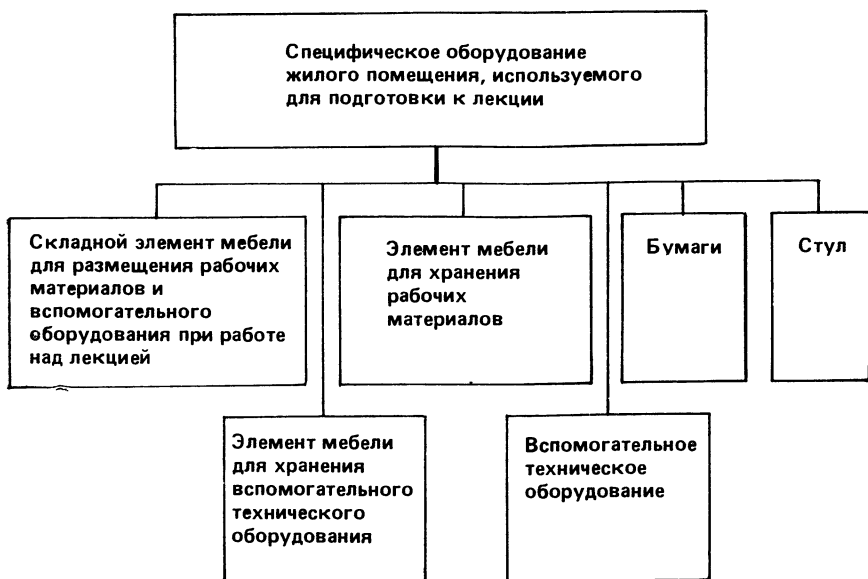 Специфическое оборудование
жилого помещения, используемого
для подготовки к лекции
Складной элемент мебели
для размещения рабочих
материалов и
вспомогательного
оборудования при работе
над лекцией
Элемент мебели
для хранения
рабочих
материалов
Бумаги
Стул
Элемент мебели
для хранения
вспомогательного
технического
оборудования
Вспомогательное
техническое
оборудование